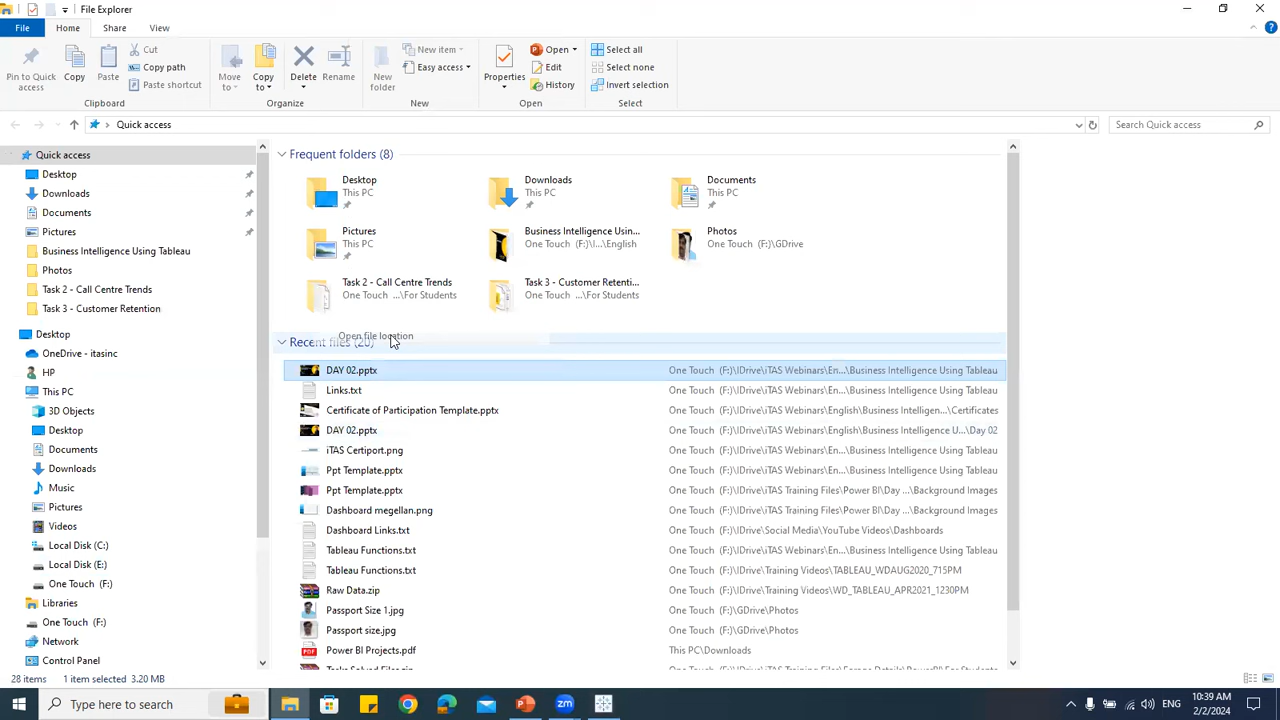 File Explorer
File Home Share View
Pin to Quick access
Copy
Paste
Cut
Copy path
Paste shortcut
Clipboard
Move to
Copy to
Delete
Rename
Organize
New folder
New item
Easy access
New
Properties
Open
Edit
History
Open
Select all
Select none
Invert selection
Select
Quick access
Search Quick access
Quick access
Desktop
Downloads
Documents
Pictures
Business Intelligence Using Tableau
Photos
Task 2 - Call Centre Trends
Task 3 - Customer Retention
Desktop
OneDrive - itasinc
HP
This PC
3D Objects
Desktop
Documents
Downloads
Music
Pictures
Videos
Local Disk (C:)
Local Disk (E:)
One Touch (F:)
Libraries
One Touch (F:)
Network
Control Panel
Frequent folders (8)
Desktop
This PC
Downloads
This PC
Documents
This PC
Pictures
This PC
Business Intelligence Usin...
One Touch (F:)\I...\English
Photos
One Touch (F:)\GDrive
Task 2 - Call Centre Trends
One Touch ...\For Students
Task 3 - Customer Retenti...
One Touch ...\For Students
Open file location
Recent files (20)
DAY 02.pptx One Touch (F:)\IDrive\iTAS Webinars\En...\Business Intelligence Using Tableau
Links.txt One Touch (F:)\IDrive\iTAS Webinars\En...\Business Intelligence Using Tableau
Certificate of Participation Template.pptx One Touch (F:)\IDrive\iTAS Webinars\English\Business Intelligen...\Certificates
DAY 02.pptx One Touch (F:)\IDrive\iTAS Webinars\English\Business Intelligence U...\Day 02
iTAS Certiport.png One Touch (F:)\IDrive\iTAS Webinars\En...\Business Intelligence Using Tableau
Ppt Template.pptx One Touch (F:)\IDrive\iTAS Webinars\En...\Business Intelligence Using Tableau
Ppt Template.pptx One Touch (F:)\IDrive\iTAS Training Files\Power BI\Day ...\Background Images
Dashboard megellan.png One Touch (F:)\IDrive\iTAS Training Files\Power BI\Day ...\Background Images
Dashboard Links.txt One Touch (F:)\IDrive\Social Media\YouTube Videos\Dashboards
Tableau Functions.txt One Touch (F:)\IDrive\iTAS Webinars\En...\Business Intelligence Using Tableau
Tableau Functions.txt One Touch (F:)\IDrive\Training Videos\TABLEAU_WDAUG2020_715PM
Raw Data.zip One Touch (F:)\IDrive\Training Videos\WD_TABLEAU_APR2021_1230PM
Passport Size 1.jpg One Touch (F:)\GDrive\Photos
Passport size.jpg One Touch (F:)\GDrive\Photos
Power BI Projects.pdf This PC\Downloads
28 items 1 item selected 3.20 MB
Type here to search
ENG
10:39 AM
2/2/2024